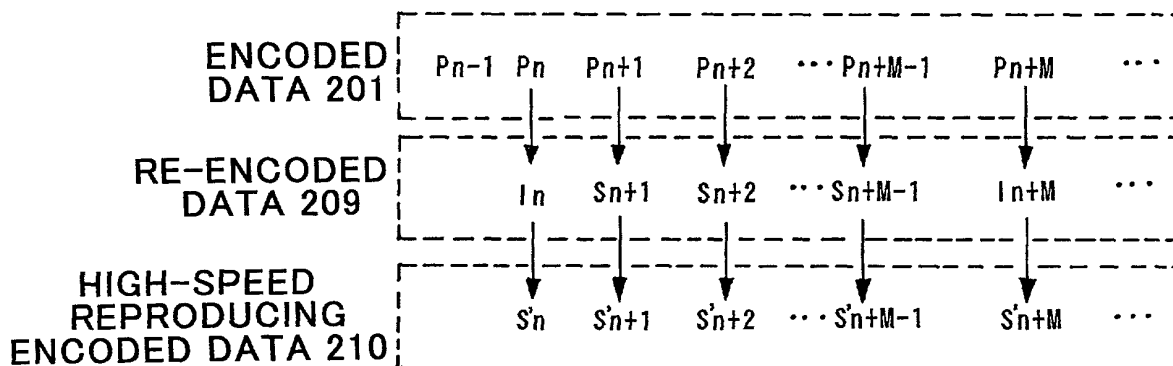 ENCODED DATA 201
Pn-1 Pn Pn+1 Pn+2 ··· Pn+M-1 Pn+M ···
RE-ENCODED DATA 209
In Sn+1 Sn+2 ··· Sn+M-1 In+M ···
HIGH-SPEED REPRODUCING ENCODED DATA 210
S'n S'n+1 S'n+2 ··· S'n+M-1 S'n+M ···